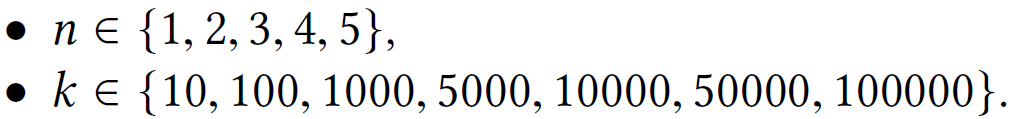 • n ∈ {1, 2, 3, 4, 5},
• k ∈ {10, 100, 1000, 5000, 10000, 50000, 100000}.